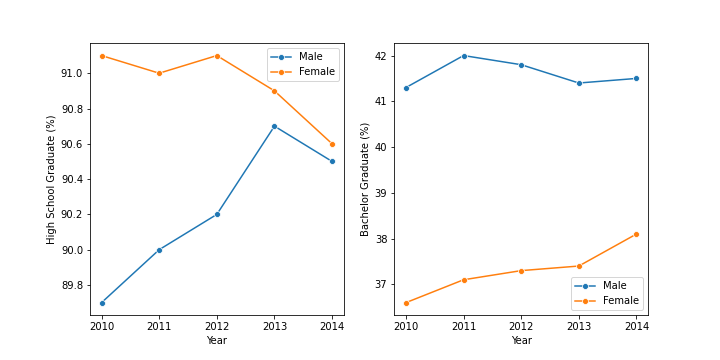 High School Graduate (%)
91.0
90.8
90.6
90.4
90.2
90.0
89.8
Male
Female
2010 2011 2012 2013 2014
Year
Bachelor Graduate (%)
42
41
40
39
38
37
Male
Female
2010 2011 2012 2013 2014
Year